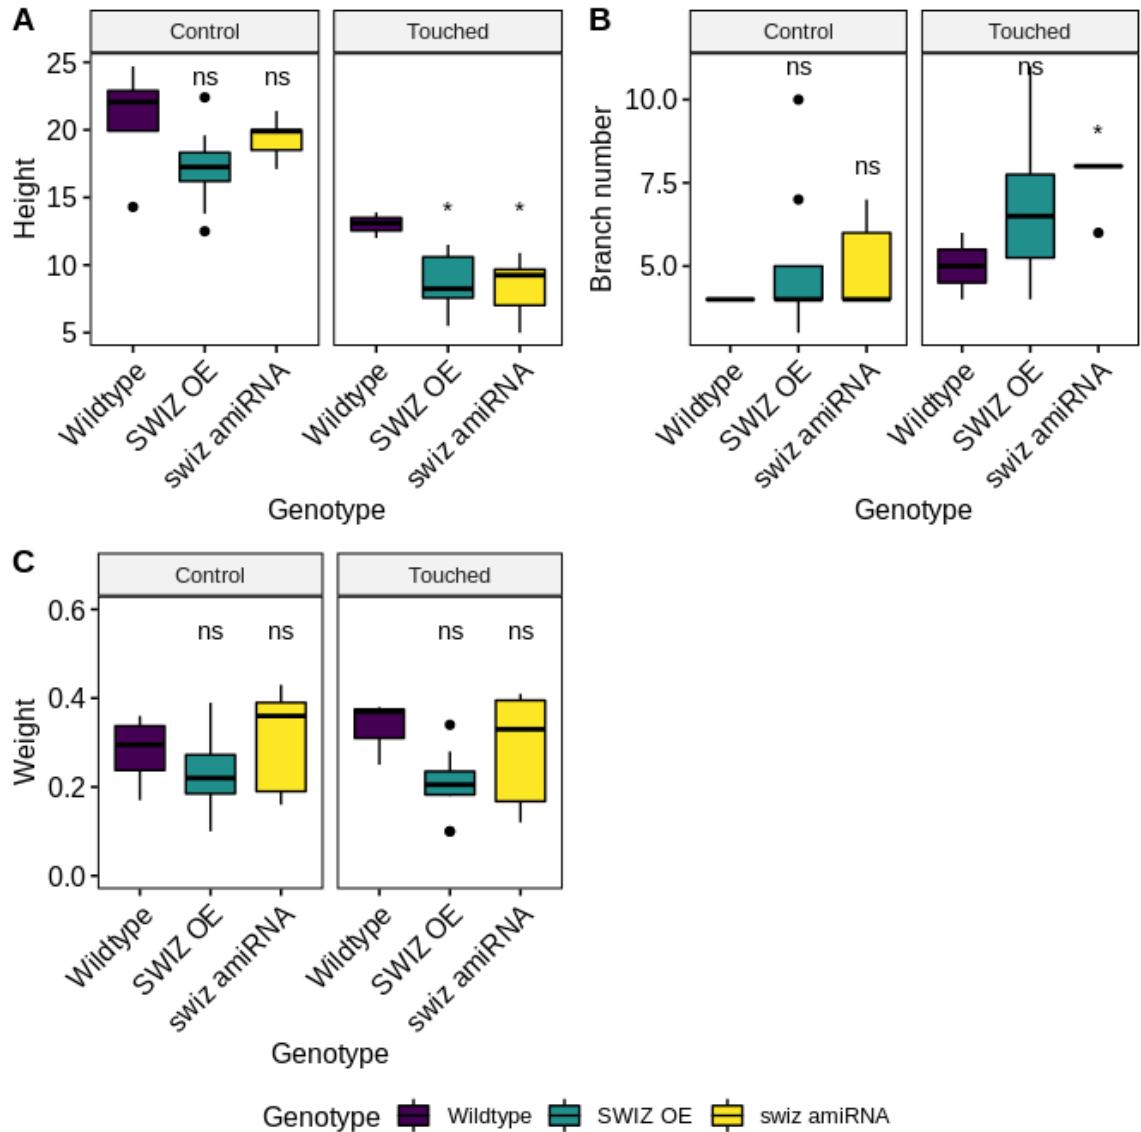 A
Control
Touched
Height
25
20
15
10
5
ns
ns
*
*
Wildtype
SWIZ OE
swiz amiRNA
Wildtype
SWIZ OE
swiz amiRNA
Genotype
B
Control
Touched
Branch number
10.0
7.5
5.0
ns
ns
ns
*
Wildtype
SWIZ OE
swiz amiRNA
Wildtype
SWIZ OE
swiz amiRNA
Genotype
C
Control
Touched
Weight
0.6
0.4
0.2
0.0
ns
ns
ns
ns
Wildtype
SWIZ OE
swiz amiRNA
Wildtype
SWIZ OE
swiz amiRNA
Genotype
Genotype Wildtype SWIZ OE swiz amiRNA